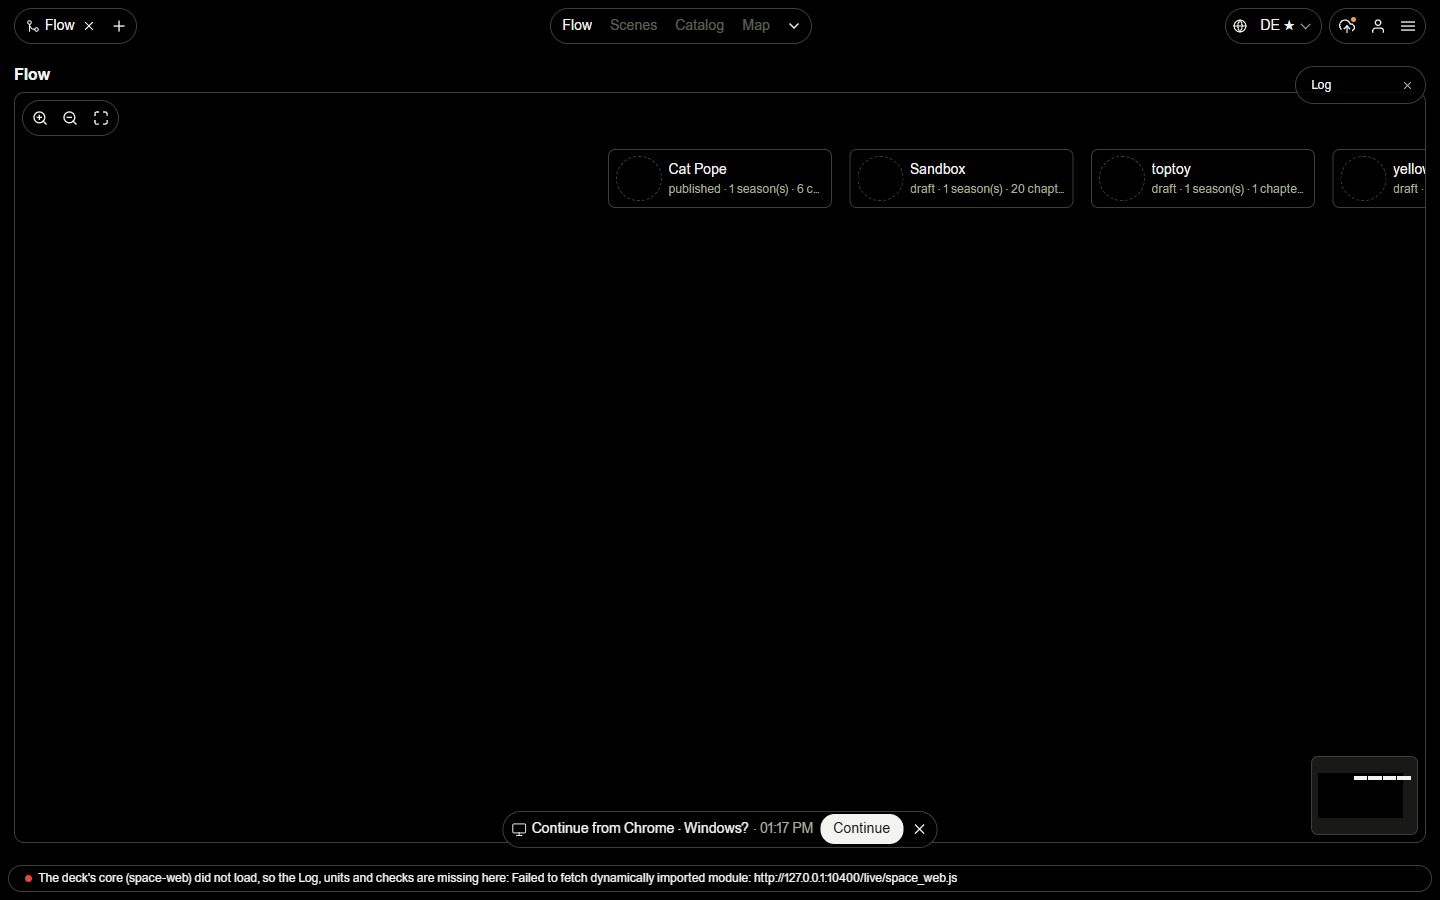 Flow
Flow Scenes Catalog Map
DE ★
Flow
Log
Cat Pope
published · 1 season(s) · 6 c...
Sandbox
draft · 1 season(s) · 20 chapt...
toptoy
draft · 1 season(s) · 1 chapte...
yellow
draft ·
Continue from Chrome · Windows? · 01:17 PM Continue
The deck's core (space-web) did not load, so the Log, units and checks are missing here: Failed to fetch dynamically imported module: http://127.0.0.1:10400/live/space_web.js